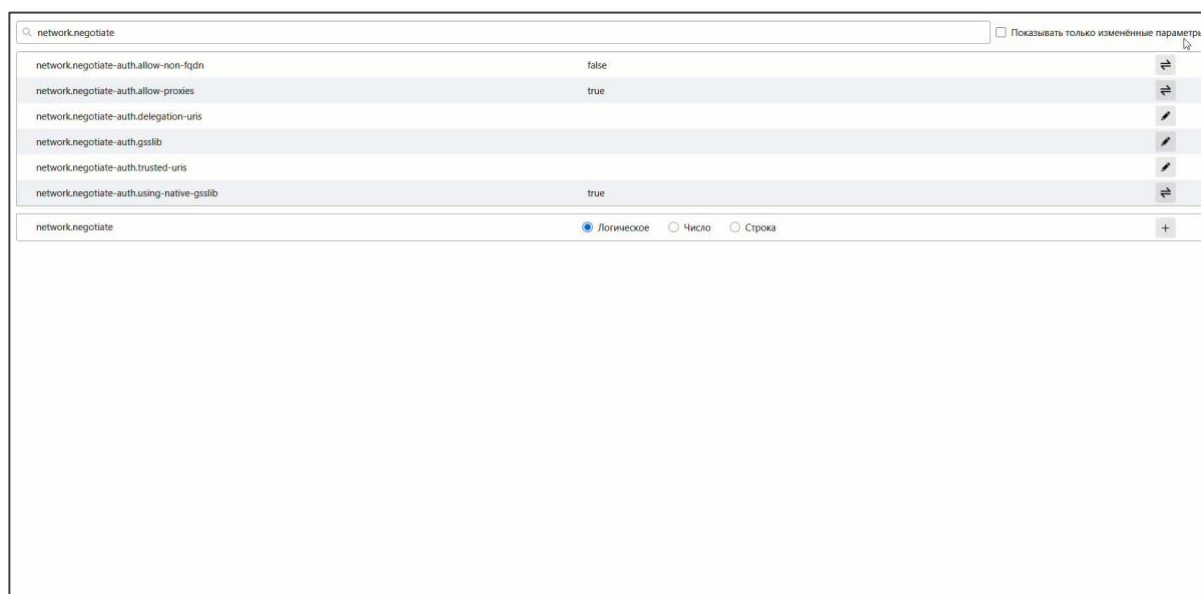 network.negotiate Показывать только изменённые параметры
network.negotiate-auth.allow-non-fqdn false
network.negotiate-auth.allow-proxies true
network.negotiate-auth.delegation-uris
network.negotiate-auth.gsslib
network.negotiate-auth.trusted-uris
network.negotiate-auth.using-native-gsslib true
network.negotiate Логическое Число Строка